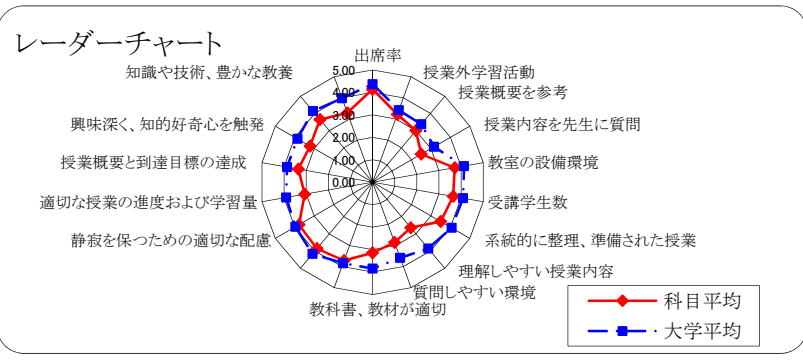 レーダーチャート
出席率
授業外学習活動
授業概要を参考
授業内容を先生に質問
教室の設備環境
受講学生数
系統的に整理、準備された授業
理解しやすい授業内容
質問しやすい環境
教科書、教材が適切
静寂を保つための適切な配慮
適切な授業の進度および学習量
授業概要と到達目標の達成
興味深く、知的好奇心を触発
知識や技術、豊かな教養
5.00
4.00
3.00
2.00
1.00
0.00
科目平均
大学平均